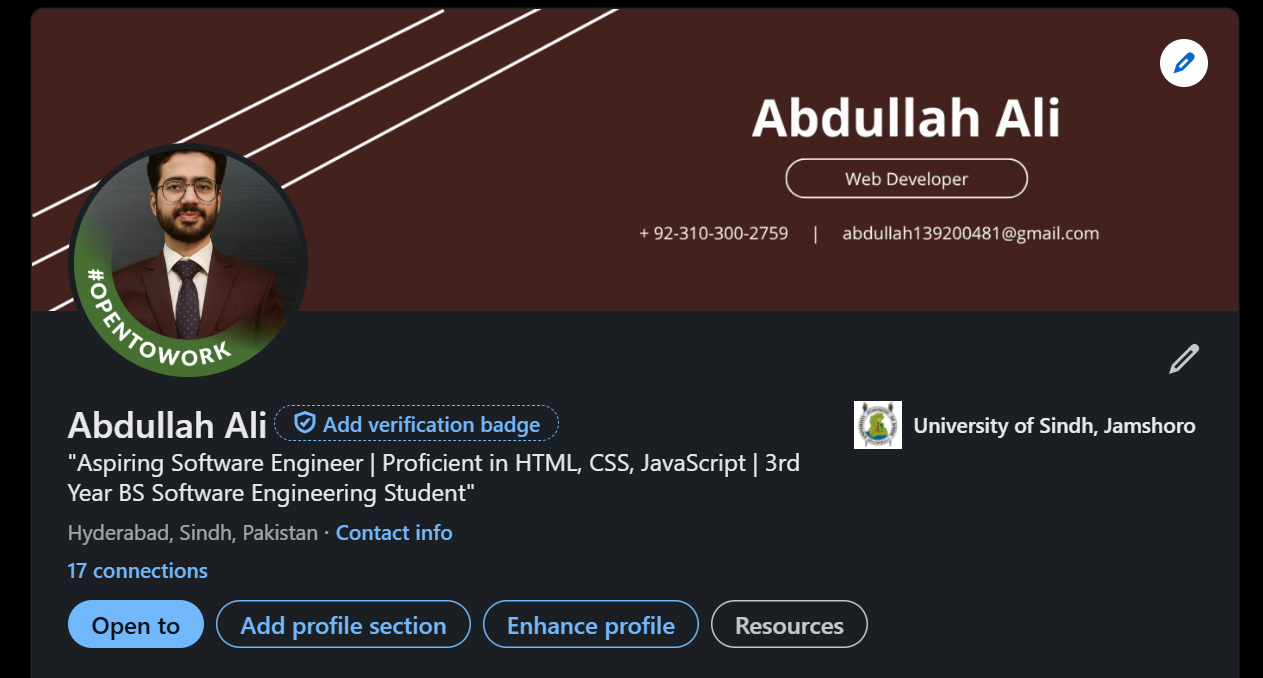 Abdullah Ali
Web Developer
+ 92-310-300-2759 | abdullah139200481@gmail.com
#OPENTOWORK
Abdullah Ali Add verification badge
University of Sindh, Jamshoro
"Aspiring Software Engineer | Proficient in HTML, CSS, JavaScript | 3rd
Year BS Software Engineering Student"
Hyderabad, Sindh, Pakistan · Contact info
17 connections
Open to Add profile section Enhance profile Resources